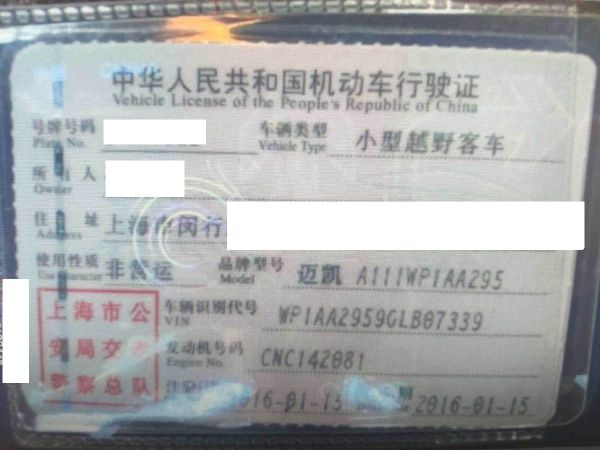 中华人民共和国机动车行驶证
Vehicle License of the People's Republic of China
号牌号码 车辆类型 小型越野客车
Plate No. Vehicle Type
所有人
Owner
住 址 上海市闵行
Address
使用性质 非营运 品牌型号 迈凯 A111WP1AA295
Use Character Model
上海市公
安局交
警察总队
车辆识别代号 WP1AA2959GLB07339
VIN
发动机号码 CNC142081
Engine No.
注册 2016-01-15 期 2016-01-15